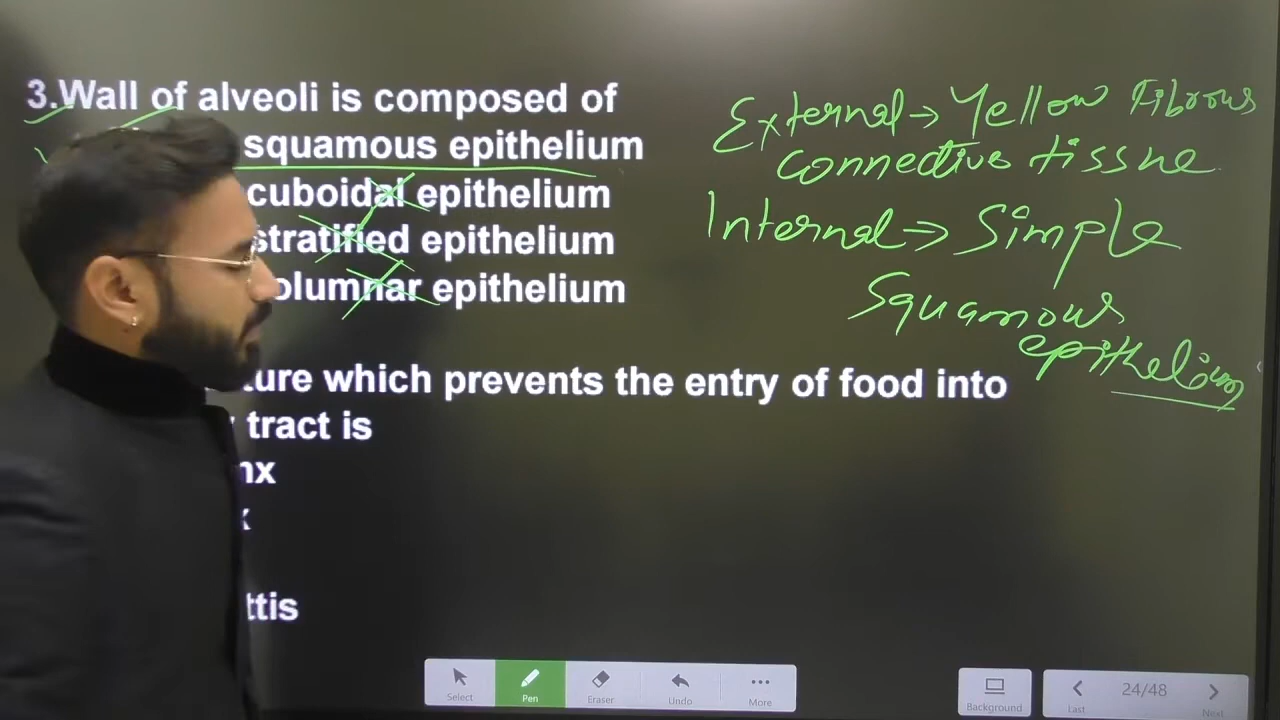 3.Wall of alveoli is composed of
squamous epithelium
cuboidal epithelium
stratified epithelium
olumnar epithelium
ture which prevents the entry of food into
tract is
nx
x
ttis
External → Yellow Fibrous
connective tissue
Internal → Simple
Squamous
epithelium
Select
Pen
Eraser
Undo
More
Background
Last
24/48
Next